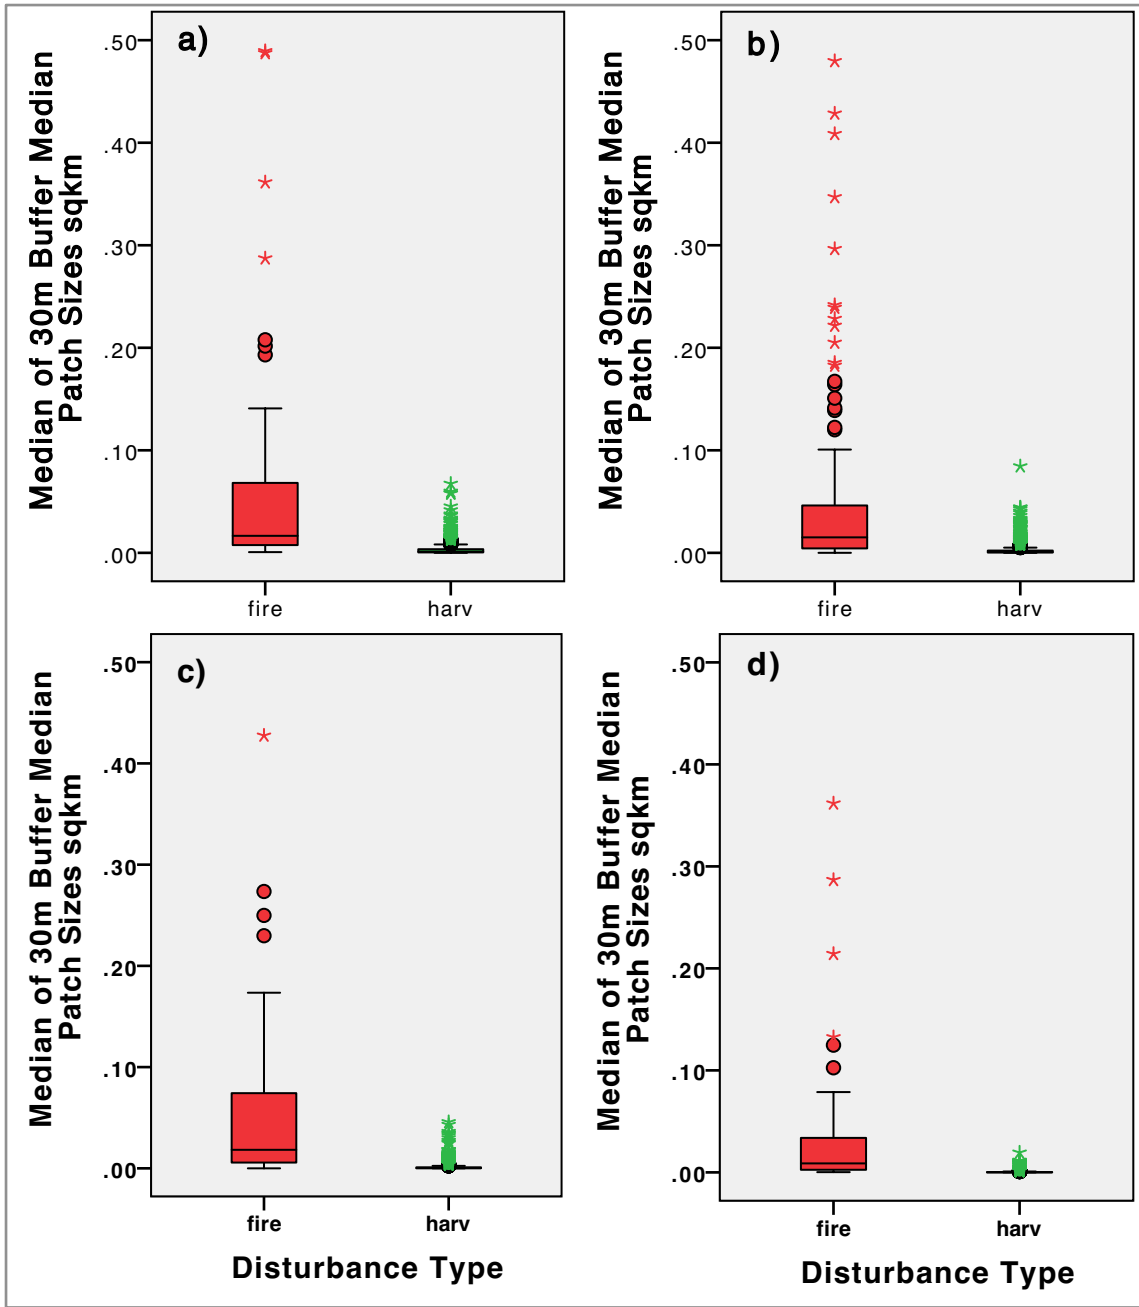 a)
Median of 30m Buffer Median
Patch Sizes sqkm
.50
.40
.30
.20
.10
.00
fire
harv
b)
Median of 30m Buffer Median
Patch Sizes sqkm
.50
.40
.30
.20
.10
.00
fire
harv
c)
Median of 30m Buffer Median
Patch Sizes sqkm
.50
.40
.30
.20
.10
.00
fire
harv
Disturbance Type
d)
Median of 30m Buffer Median
Patch Sizes sqkm
.50
.40
.30
.20
.10
.00
fire
harv
Disturbance Type